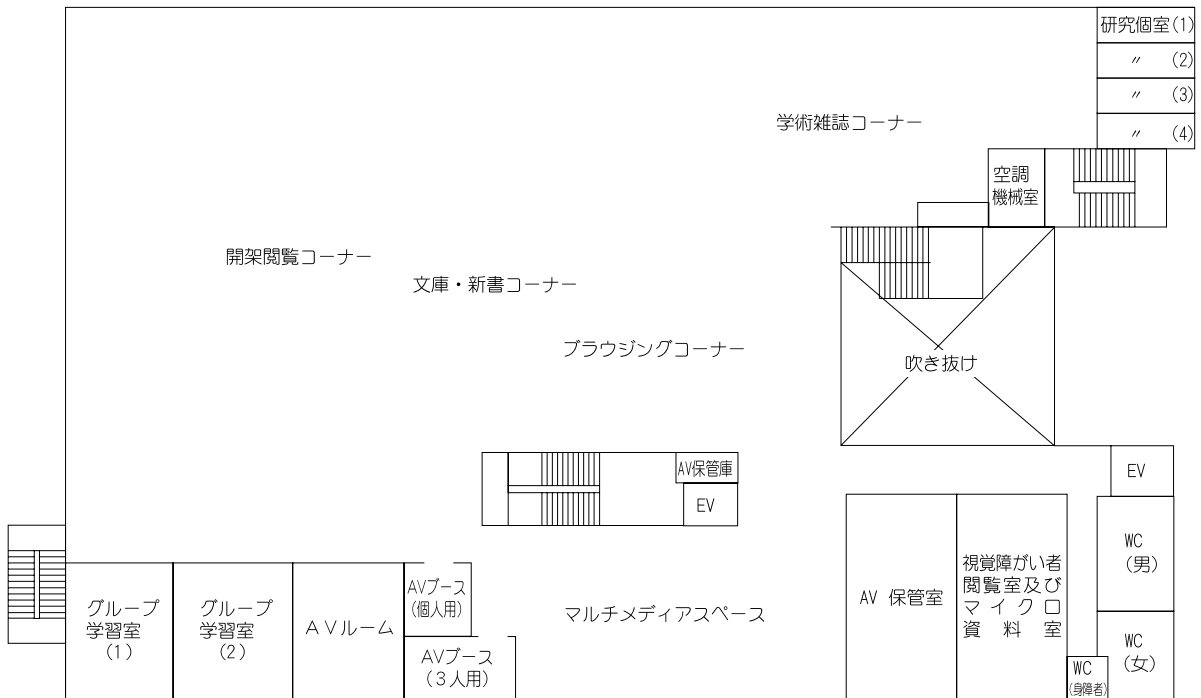 研究個室(1)
〃 (2)
〃 (3)
〃 (4)
学術雑誌コーナー
空調
機械室
開架閲覧コーナー
文庫・新書コーナー
ブラウジングコーナー
吹き抜け
AV保管庫
EV
EV
グループ
学習室
(1)
グループ
学習室
(2)
AVルーム
AVブース
(個人用)
AVブース
(3人用)
マルチメディアスペース
AV 保管室
視覚障がい者
閲覧室及び
マイクロ
資料室
WC
(男)
WC
(女)
WC
(身障者)